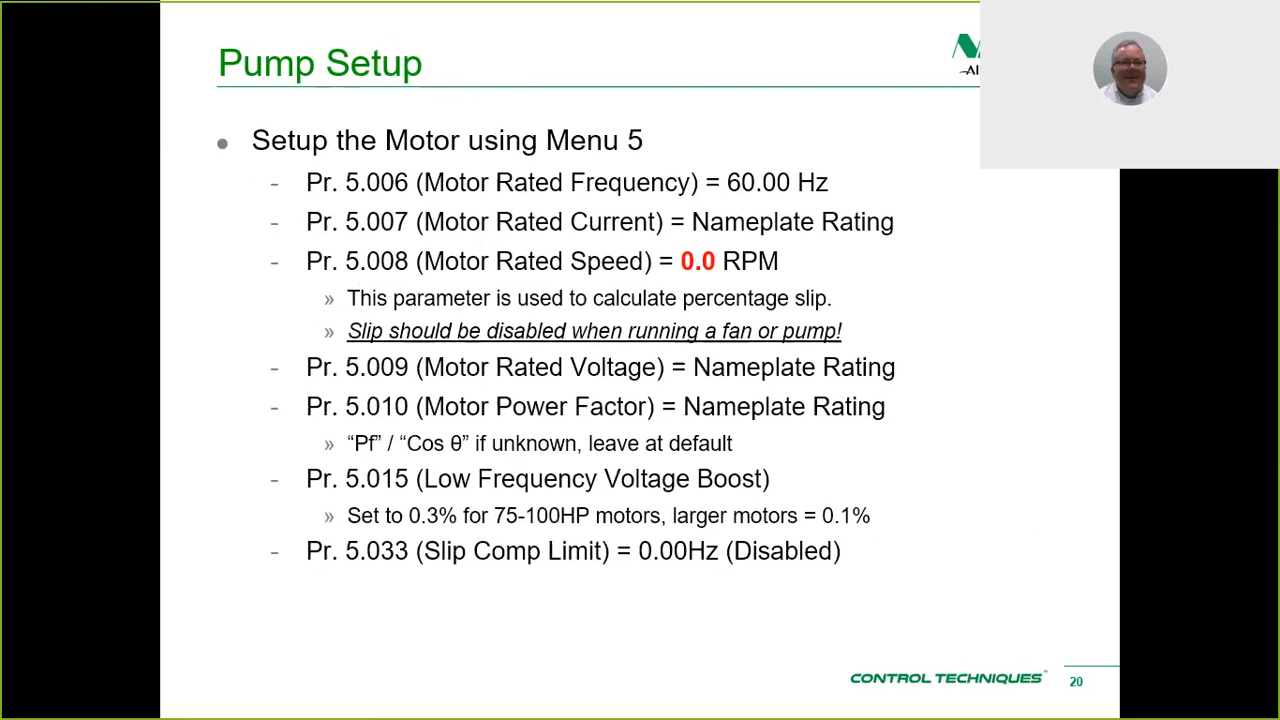 Pump Setup
AI
• Setup the Motor using Menu 5
- Pr. 5.006 (Motor Rated Frequency) = 60.00 Hz
- Pr. 5.007 (Motor Rated Current) = Nameplate Rating
- Pr. 5.008 (Motor Rated Speed) = 0.0 RPM
» This parameter is used to calculate percentage slip.
» Slip should be disabled when running a fan or pump!
- Pr. 5.009 (Motor Rated Voltage) = Nameplate Rating
- Pr. 5.010 (Motor Power Factor) = Nameplate Rating
» “Pf” / “Cos θ” if unknown, leave at default
- Pr. 5.015 (Low Frequency Voltage Boost)
» Set to 0.3% for 75-100HP motors, larger motors = 0.1%
- Pr. 5.033 (Slip Comp Limit) = 0.00Hz (Disabled)
CONTROL TECHNIQUES™
20